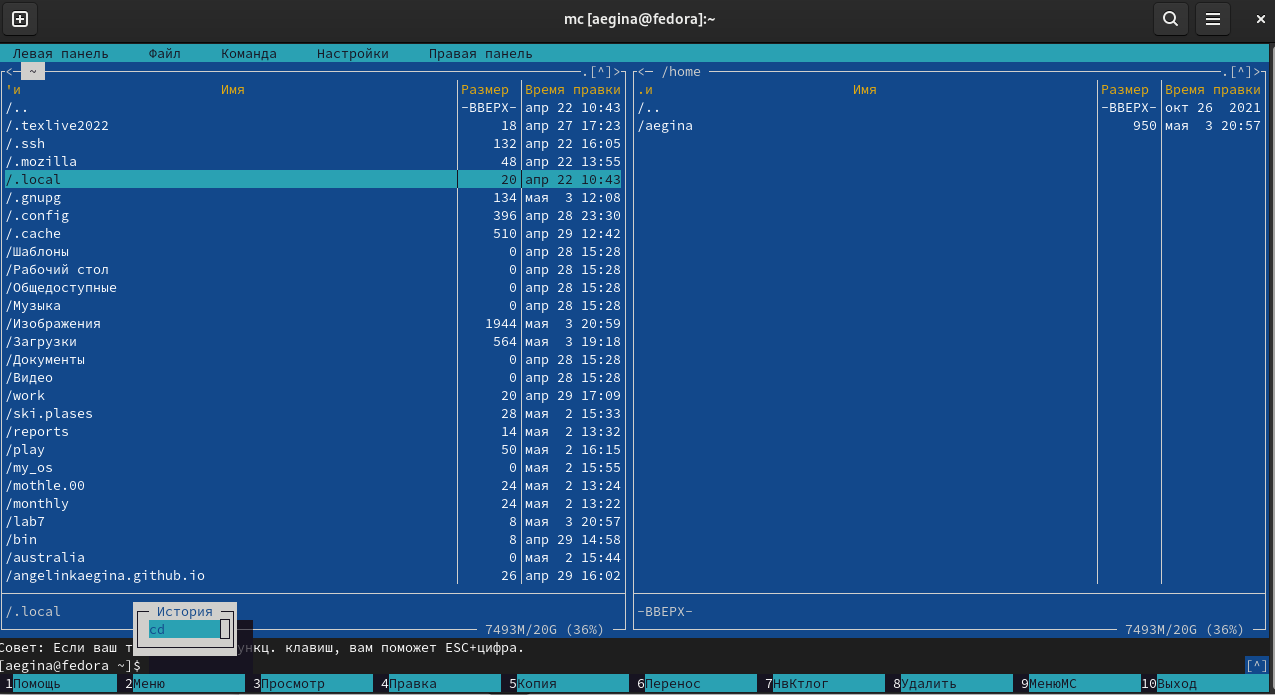 mc [aegina@fedora]:~
Левая панель Файл Команда Настройки Правая панель
<─ ~ .[^]> <─ /home .[^]>
'и Имя Размер Время правки .и Имя Размер Время правки
/.. -ВВЕРХ- апр 22 10:43 /.. -ВВЕРХ- окт 26 2021
/.texlive2022 18 апр 27 17:23 /aegina 950 мая 3 20:57
/.ssh 132 апр 22 16:05
/.mozilla 48 апр 22 13:55
/.local 20 апр 22 10:43
/.gnupg 134 мая 3 12:08
/.config 396 апр 28 23:30
/.cache 510 апр 29 12:42
/Шаблоны 0 апр 28 15:28
/Рабочий стол 0 апр 28 15:28
/Общедоступные 0 апр 28 15:28
/Музыка 0 апр 28 15:28
/Изображения 1944 мая 3 20:59
/Загрузки 564 мая 3 19:18
/Документы 0 апр 28 15:28
/Видео 0 апр 28 15:28
/work 20 апр 29 17:09
/ski.plases 28 мая 2 15:33
/reports 14 мая 2 13:32
/play 50 мая 2 16:15
/my_os 0 мая 2 15:55
/mothle.00 24 мая 2 13:24
/monthly 24 мая 2 13:22
/lab7 8 мая 3 20:57
/bin 8 апр 29 14:58
/australia 0 мая 2 15:44
/angelinkaegina.github.io 26 апр 29 16:02
/.local -ВВЕРХ-
История
cd
7493M/20G (36%) 7493M/20G (36%)
Совет: Если ваш т ункц. клавиш, вам поможет ESC+цифра.
[aegina@fedora ~]$ [^]
1Помощь 2Меню 3Просмотр 4Правка 5Копия 6Перенос 7НвКтлог 8Удалить 9МенюMC 10Выход